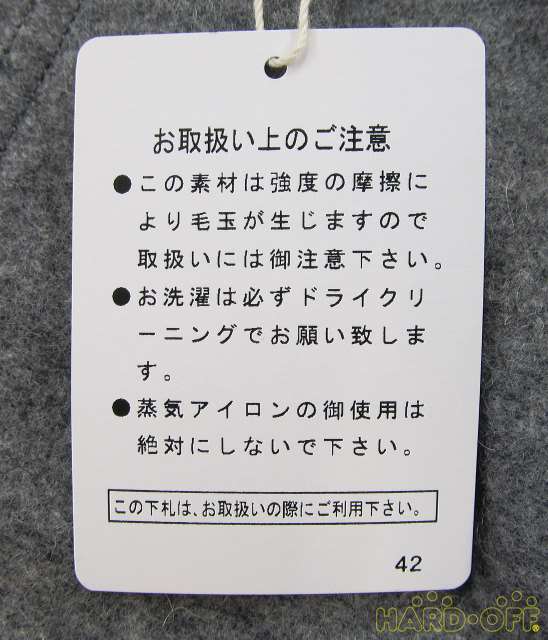 お取扱い上のご注意
●この素材は強度の摩擦に
より毛玉が生じますので
取扱いには御注意下さい。
●お洗濯は必ずドライクリ
ーニングでお願い致しま
す。
●蒸気アイロンの御使用は
絶対にしないで下さい。
この下札は、お取扱いの際にご利用下さい。
42
HARD-OFF